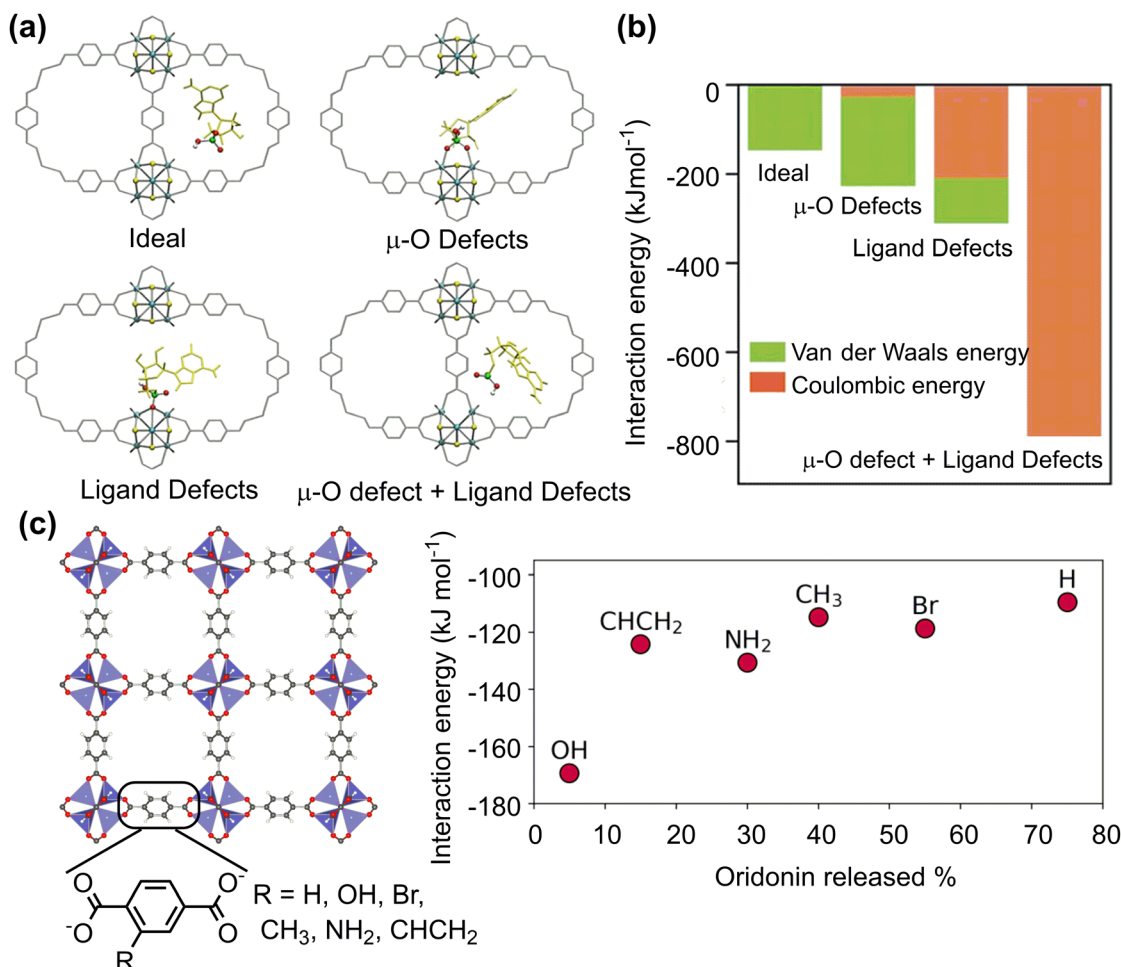 (a)
Ideal
μ-O Defects
Ligand Defects
μ-O defect + Ligand Defects
(b)
Interaction energy (kJmol⁻¹)
0
-200
-400
-600
-800
Ideal
μ-O Defects
Ligand Defects
Van der Waals energy
Coulombic energy
μ-O defect + Ligand Defects
(c)
O
O⁻
⁻O
O
R
R = H, OH, Br,
CH₃, NH₂, CHCH₂
Interaction energy (kJ mol⁻¹)
-100
-120
-140
-160
-180
OH
CHCH₂
NH₂
CH₃
Br
H
0 10 20 30 40 50 60 70 80
Oridonin released %